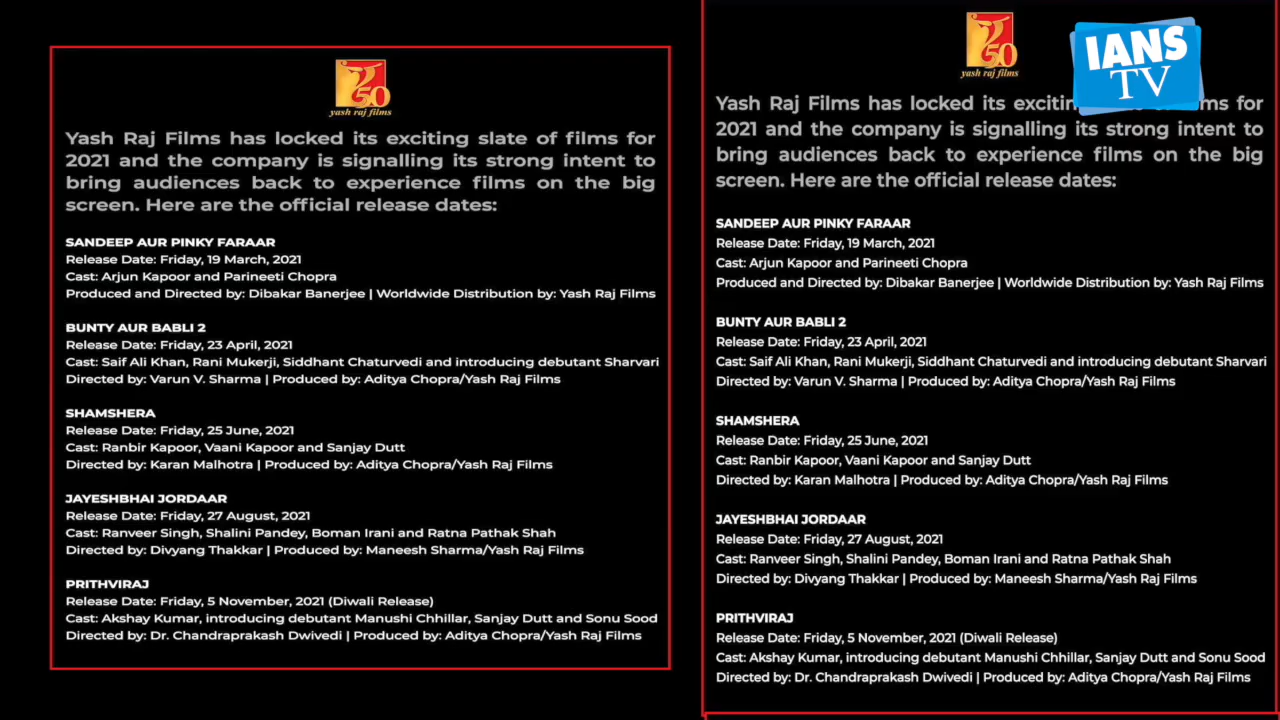 50
yash raj films
Yash Raj Films has locked its exciting slate of films for
2021 and the company is signalling its strong intent to
bring audiences back to experience films on the big
screen. Here are the official release dates:
SANDEEP AUR PINKY FARAAR
Release Date: Friday, 19 March, 2021
Cast: Arjun Kapoor and Parineeti Chopra
Produced and Directed by: Dibakar Banerjee | Worldwide Distribution by: Yash Raj Films
BUNTY AUR BABLI 2
Release Date: Friday, 23 April, 2021
Cast: Saif Ali Khan, Rani Mukerji, Siddhant Chaturvedi and introducing debutant Sharvari
Directed by: Varun V. Sharma | Produced by: Aditya Chopra/Yash Raj Films
SHAMSHERA
Release Date: Friday, 25 June, 2021
Cast: Ranbir Kapoor, Vaani Kapoor and Sanjay Dutt
Directed by: Karan Malhotra | Produced by: Aditya Chopra/Yash Raj Films
JAYESHBHAI JORDAAR
Release Date: Friday, 27 August, 2021
Cast: Ranveer Singh, Shalini Pandey, Boman Irani and Ratna Pathak Shah
Directed by: Divyang Thakkar | Produced by: Maneesh Sharma/Yash Raj Films
PRITHVIRAJ
Release Date: Friday, 5 November, 2021 (Diwali Release)
Cast: Akshay Kumar, introducing debutant Manushi Chhillar, Sanjay Dutt and Sonu Sood
Directed by: Dr. Chandraprakash Dwivedi | Produced by: Aditya Chopra/Yash Raj Films
50
yash raj films
IANS
TV
Yash Raj Films has locked its for
2021 and the company is signalling its strong intent to
bring audiences back to experience films on the big
screen. Here are the official release dates:
SANDEEP AUR PINKY FARAAR
Release Date: Friday, 19 March, 2021
Cast: Arjun Kapoor and Parineeti Chopra
Produced and Directed by: Dibakar Banerjee | Worldwide Distribution by: Yash Raj Films
BUNTY AUR BABLI 2
Release Date: Friday, 23 April, 2021
Cast: Saif Ali Khan, Rani Mukerji, Siddhant Chaturvedi and introducing debutant Sharvari
Directed by: Varun V. Sharma | Produced by: Aditya Chopra/Yash Raj Films
SHAMSHERA
Release Date: Friday, 25 June, 2021
Cast: Ranbir Kapoor, Vaani Kapoor and Sanjay Dutt
Directed by: Karan Malhotra | Produced by: Aditya Chopra/Yash Raj Films
JAYESHBHAI JORDAAR
Release Date: Friday, 27 August, 2021
Cast: Ranveer Singh, Shalini Pandey, Boman Irani and Ratna Pathak Shah
Directed by: Divyang Thakkar | Produced by: Maneesh Sharma/Yash Raj Films
PRITHVIRAJ
Release Date: Friday, 5 November, 2021 (Diwali Release)
Cast: Akshay Kumar, introducing debutant Manushi Chhillar, Sanjay Dutt and Sonu Sood
Directed by: Dr. Chandraprakash Dwivedi | Produced by: Aditya Chopra/Yash Raj Films